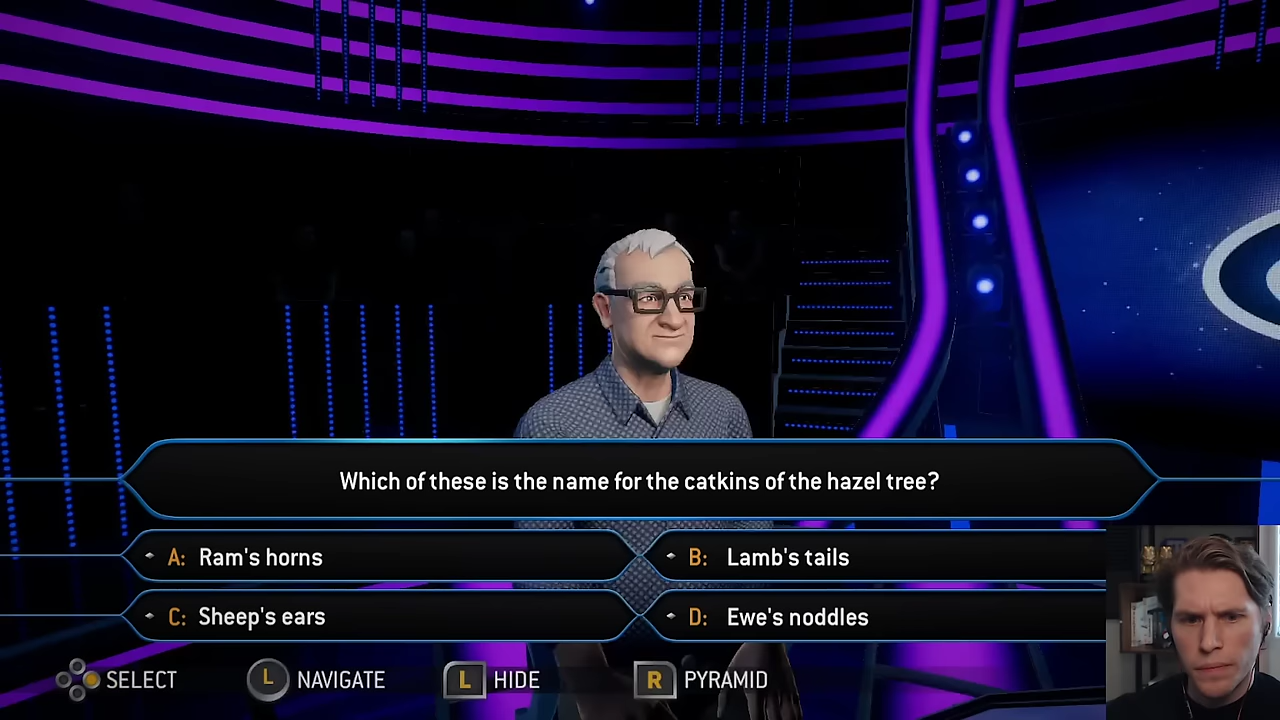 Which of these is the name for the catkins of the hazel tree?
A: Ram's horns
B: Lamb's tails
C: Sheep's ears
D: Ewe's noddles
SELECT
L NAVIGATE
L HIDE
R PYRAMID